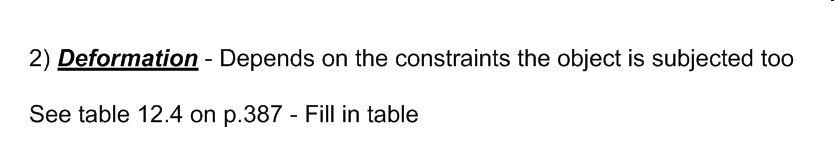 2) Deformation - Depends on the constraints the object is subjected too
See table 12.4 on p.387 - Fill in table